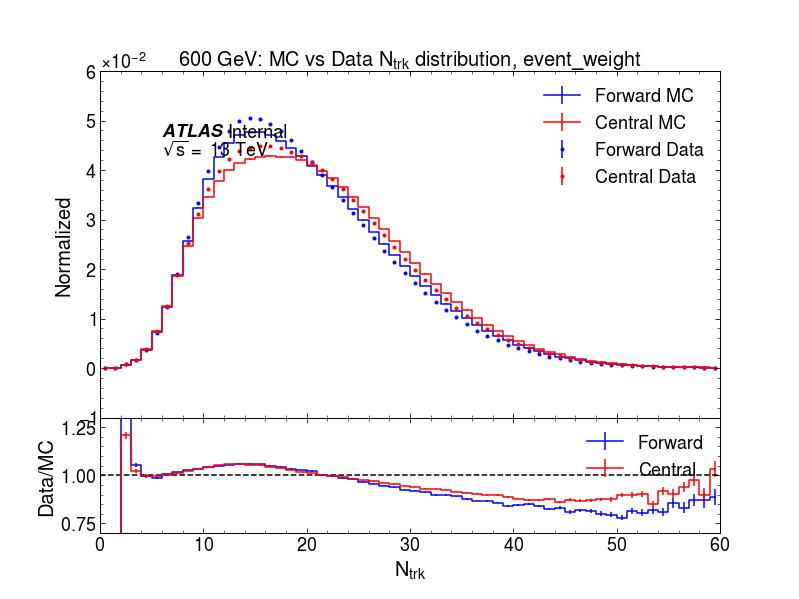 ×10⁻² 600 GeV: MC vs Data Ntrk distribution, event_weight
6
5
4
3
2
1
0
−1
Normalized
ATLAS Internal
√s = 13 TeV
Forward MC
Central MC
Forward Data
Central Data
1.25
1.00
0.75
Data/MC
Forward
Central
0 10 20 30 40 50 60
Ntrk